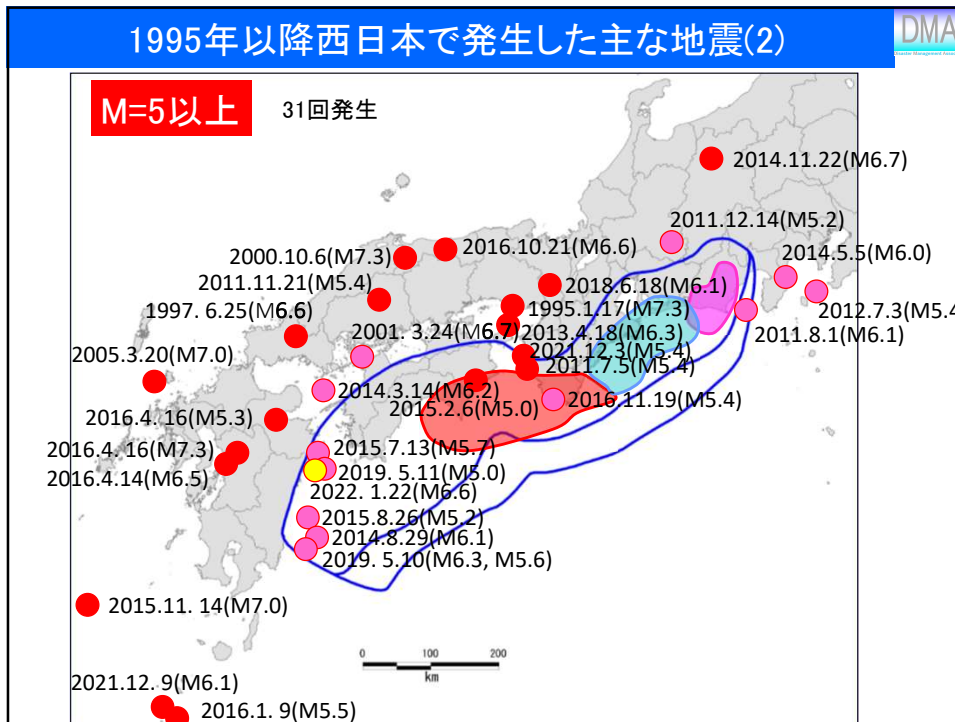 1995年以降西日本で発生した主な地震(2)
DMA
M=5以上
31回発生
2014.11.22(M6.7)
2011.12.14(M5.2)
2016.10.21(M6.6)
2014.5.5(M6.0)
2000.10.6(M7.3)
2011.11.21(M5.4)
2018.6.18(M6.1)
1997. 6.25(M6.6)
1995.1.17(M7.3)
2012.7.3(M5.4
2001. 3.24(M6.7)
2013.4.18(M6.3)
2011.8.1(M6.1)
2005.3.20(M7.0)
2021.12.3(M5.4)
2011.7.5(M5.4)
2014.3.14(M6.2)
2015.2.6(M5.0)
2016.11.19(M5.4)
2016.4. 16(M5.3)
2016.4. 16(M7.3)
2015.7.13(M5.7)
2016.4.14(M6.5)
2019. 5.11(M5.0)
2022. 1.22(M6.6)
2015.8.26(M5.2)
2014.8.29(M6.1)
2019. 5.10(M6.3, M5.6)
2015.11. 14(M7.0)
0 100 200
km
2021.12. 9(M6.1)
2016.1. 9(M5.5)